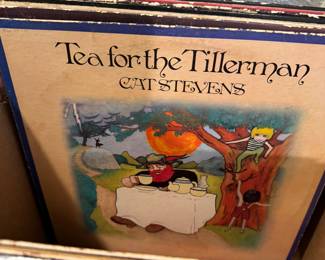 Tea for the Tillerman
CAT STEVENS